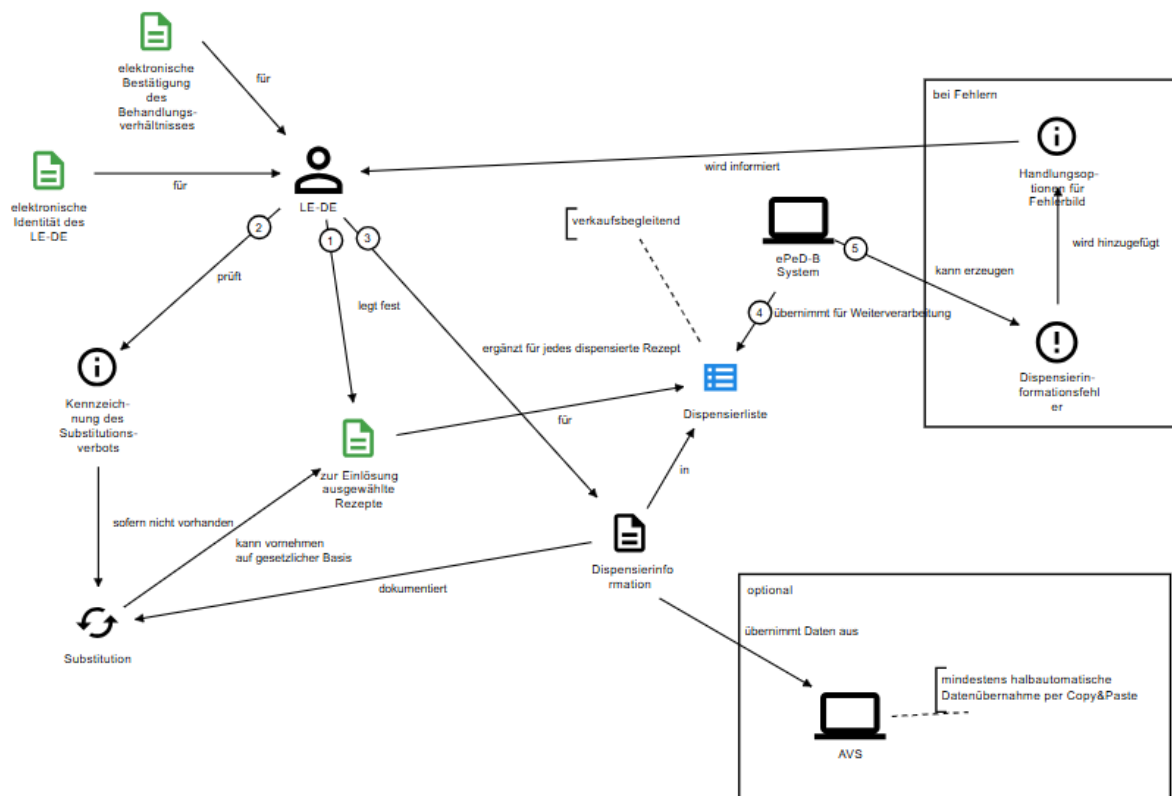 elektronische
Bestätigung
des
Behandlungs-
verhältnisses
für
bei Fehlern
elektronische
Identität des
LE-DE
für
LE-DE
wird informiert
Handlungsop-
tionen für
Fehlerbild
verkaufsbegleitend
ePeD-B
System
2
1
3
5
wird hinzugefügt
prüft
kann erzeugen
legt fest
4
übernimmt für Weiterverarbeitung
ergänzt für jedes dispensierte Rezept
Dispensierin-
formationsfehl
er
Kennzeich-
nung des
Substitutions-
verbots
Dispensierliste
für
zur Einlösung
ausgewählte
Rezepte
in
sofern nicht vorhanden
kann vornehmen
auf gesetzlicher Basis
Dispensierinfo
rmation
dokumentiert
optional
Substitution
übernimmt Daten aus
mindestens halbautomatische
Datenübernahme per Copy&Paste
AVS